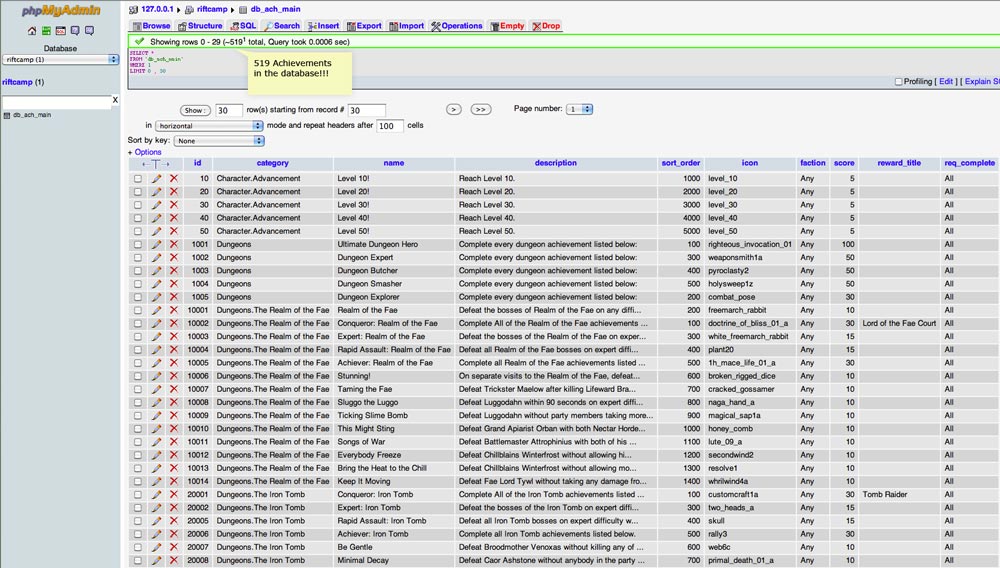 phpMyAdmin
Database
riftcamp (1)
riftcamp (1)
X
db_ach_main
127.0.0.1 ▸ riftcamp ▸ db_ach_main
Browse Structure SQL Search Insert Export Import Operations Empty Drop
Showing rows 0 - 29 (~519¹ total, Query took 0.0006 sec)
SELECT *
FROM `db_ach_main`
WHERE 1
LIMIT 0 , 30
519 Achievements
in the database!!!
Profiling [ Edit ] [ Explain S
Show : 30 row(s) starting from record # 30 > >> Page number: 1
in horizontal mode and repeat headers after 100 cells
Sort by key: None
+ Options
←T→ id category name description sort_order icon faction score reward_title req_complete
10 Character.Advancement Level 10! Reach Level 10. 1000 level_10 Any 5 All
20 Character.Advancement Level 20! Reach Level 20. 2000 level_20 Any 5 All
30 Character.Advancement Level 30! Reach Level 30. 3000 level_30 Any 5 All
40 Character.Advancement Level 40! Reach Level 40. 4000 level_40 Any 5 All
50 Character.Advancement Level 50! Reach Level 50. 5000 level_50 Any 5 All
1001 Dungeons Ultimate Dungeon Hero Complete every dungeon achievement listed below: 100 righteous_invocation_01 Any 100 All
1002 Dungeons Dungeon Expert Complete every dungeon achievement listed below: 300 weaponsmith1a Any 50 All
1003 Dungeons Dungeon Butcher Complete every dungeon achievement listed below: 400 pyroclasty2 Any 50 All
1004 Dungeons Dungeon Smasher Complete every dungeon achievement listed below: 500 holysweep1z Any 50 All
1005 Dungeons Dungeon Explorer Complete every dungeon achievement listed below: 200 combat_pose Any 30 All
10001 Dungeons.The Realm of the Fae Realm of the Fae Defeat the bosses of Realm of the Fae on any diffi... 200 freemarch_rabbit Any 10 All
10002 Dungeons.The Realm of the Fae Conqueror: Realm of the Fae Complete All of the Realm of the Fae achievements ... 100 doctrine_of_bliss_01_a Any 30 Lord of the Fae Court All
10003 Dungeons.The Realm of the Fae Expert: Realm of the Fae Defeat the bosses of the Realm of the Fae on exper... 300 white_freemarch_rabbit Any 15 All
10004 Dungeons.The Realm of the Fae Rapid Assault: Realm of the Fae Defeat all Realm of the Fae bosses on expert diffi... 400 plant20 Any 15 All
10005 Dungeons.The Realm of the Fae Achiever: Realm of the Fae Complete all Realm of the Fae achievements listed ... 500 1h_mace_life_01_a Any 30 All
10006 Dungeons.The Realm of the Fae Stunning! On separate visits to the Realm of the Fae, defeat... 600 broken_rigged_dice Any 10 All
10007 Dungeons.The Realm of the Fae Taming the Fae Defeat Trickster Maelow after killing Lifeward Bra... 700 cracked_gossamer Any 10 All
10008 Dungeons.The Realm of the Fae Sluggo the Luggo Defeat Luggodahn within 90 seconds on expert diffi... 800 naga_hand_a Any 10 All
10009 Dungeons.The Realm of the Fae Ticking Slime Bomb Defeat Luggodahn without party members taking more... 900 magical_sap1a Any 10 All
10010 Dungeons.The Realm of the Fae This Might Sting Defeat Grand Apiarist Orban with both Nectar Horde... 1000 honey_comb Any 10 All
10011 Dungeons.The Realm of the Fae Songs of War Defeat Battlemaster Attrophinius with both of his ... 1100 lute_09_a Any 10 All
10012 Dungeons.The Realm of the Fae Everybody Freeze Defeat Chillblains Winterfrost without allowing hi... 1200 secondwind2 Any 10 All
10013 Dungeons.The Realm of the Fae Bring the Heat to the Chill Defeat Chillblains Winterfrost without allowing mo... 1300 resolve1 Any 10 All
10014 Dungeons.The Realm of the Fae Keep It Moving Defeat Fae Lord Twyl without taking any damage fro... 1400 whrilwind4a Any 10 All
20001 Dungeons.The Iron Tomb Conqueror: Iron Tomb Complete All of the Iron Tomb achievements listed ... 100 customcraft1a Any 30 Tomb Raider All
20002 Dungeons.The Iron Tomb Expert: Iron Tomb Defeat the bosses of the Iron Tomb on expert diffi... 300 two_heads_a Any 15 All
20005 Dungeons.The Iron Tomb Rapid Assault: Iron Tomb Defeat all Iron Tomb bosses on expert difficulty w... 400 skull Any 15 All
20006 Dungeons.The Iron Tomb Achiever: Iron Tomb Complete all Iron Tomb achievements listed below. 500 rally3 Any 30 All
20007 Dungeons.The Iron Tomb Be Gentle Defeat Broodmother Venoxas without killing any of ... 600 web6c Any 10 All
20008 Dungeons.The Iron Tomb Minimal Decay Defeat Caor Ashstone without anybody in the party ... 700 primal_death_01_a Any 10 All